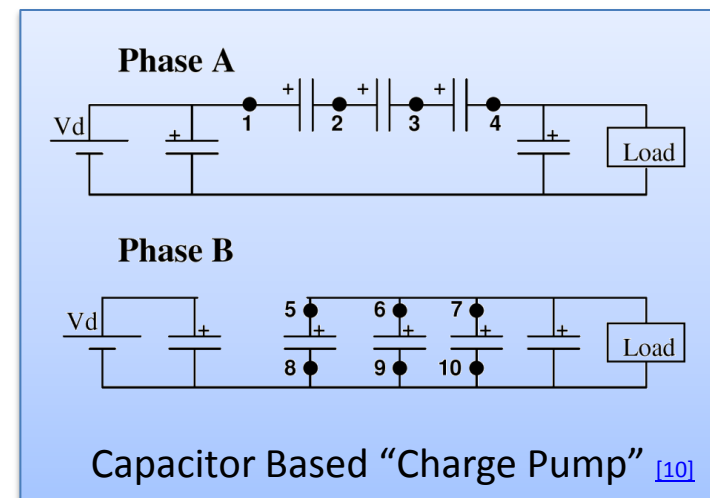 Phase A
+ + +
1 2 3 4
Vd + + Load
Phase B
5 6 7
Vd + + + + + Load
8 9 10
Capacitor Based “Charge Pump” [10]